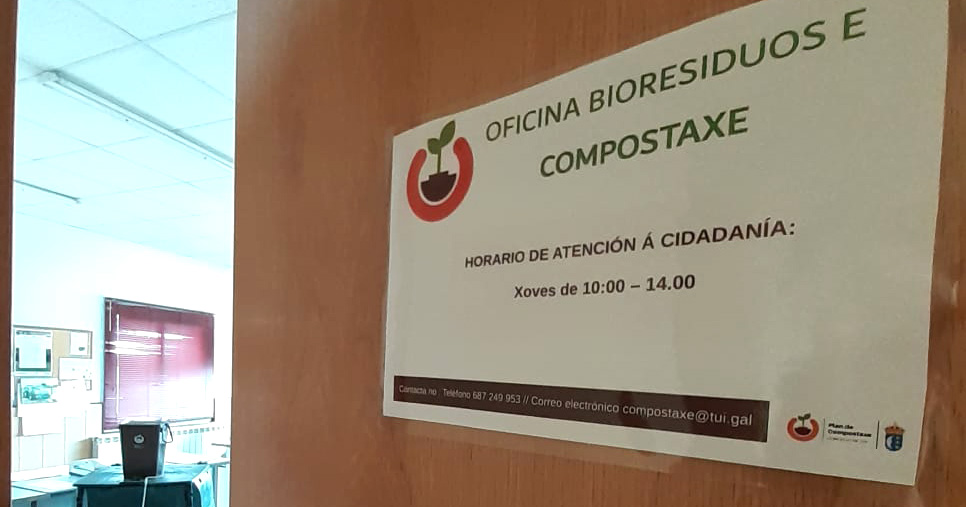 OFICINA BIORESIDUOS E
COMPOSTAXE
HORARIO DE ATENCIÓN Á CIDADANÍA:
Xoves de 10:00 – 14.00
Contacta no : Teléfono 687 249 953 // Correo electrónico compostaxe@tui.gal
Plan de
Compostaxe